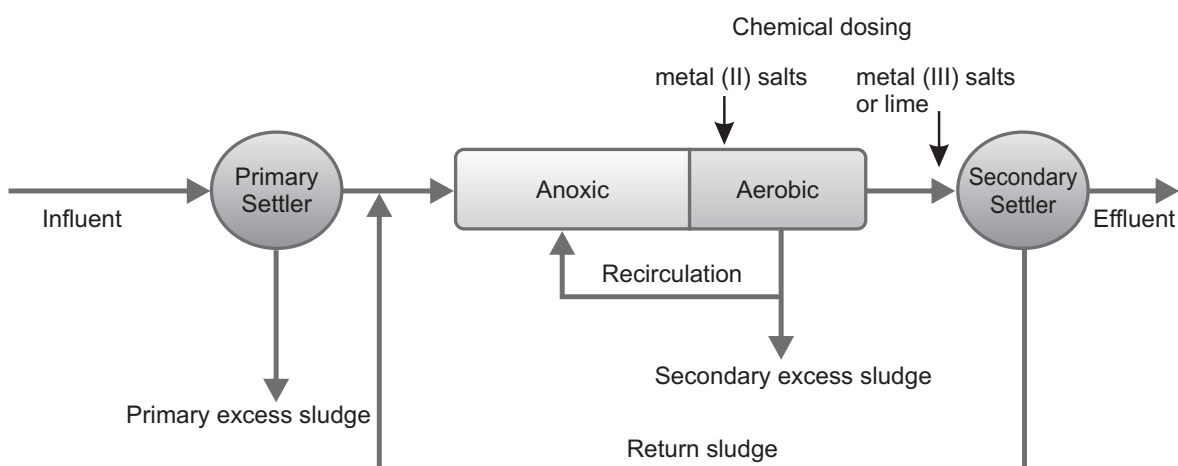 Chemical dosing
metal (II) salts
metal (III) salts
or lime
Primary
Settler
Anoxic
Aerobic
Secondary
Settler
Influent
Effluent
Recirculation
Secondary excess sludge
Primary excess sludge
Return sludge